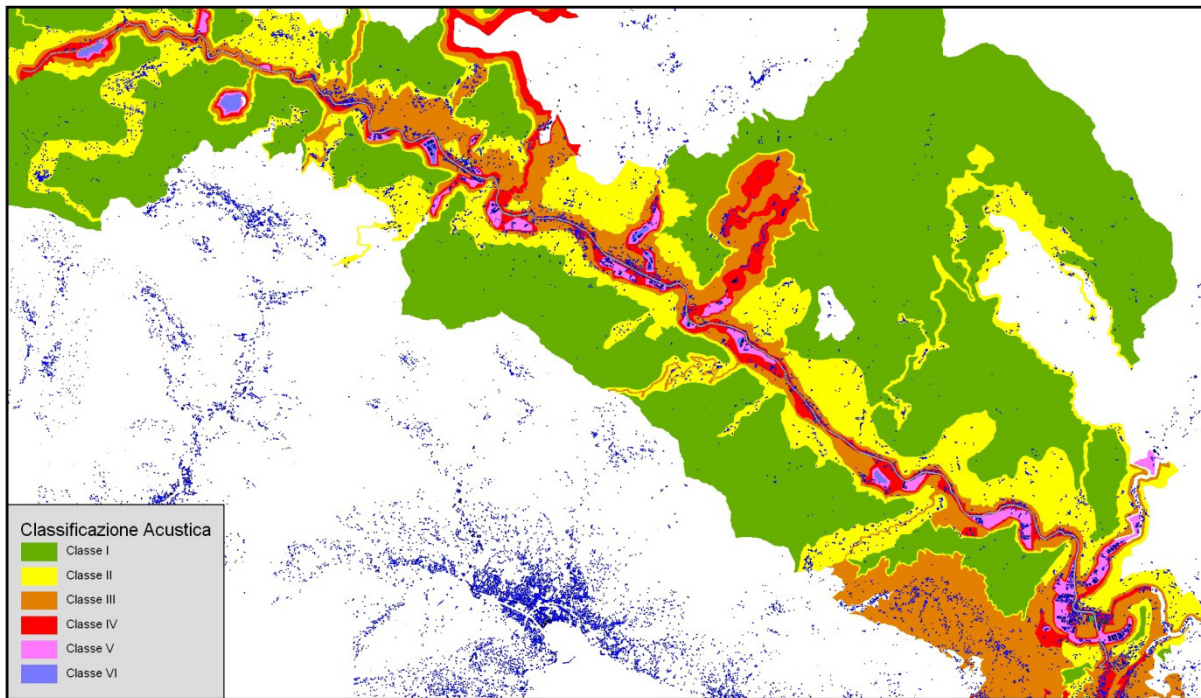 Classificazione Acustica
Classe I
Classe II
Classe III
Classe IV
Classe V
Classe VI